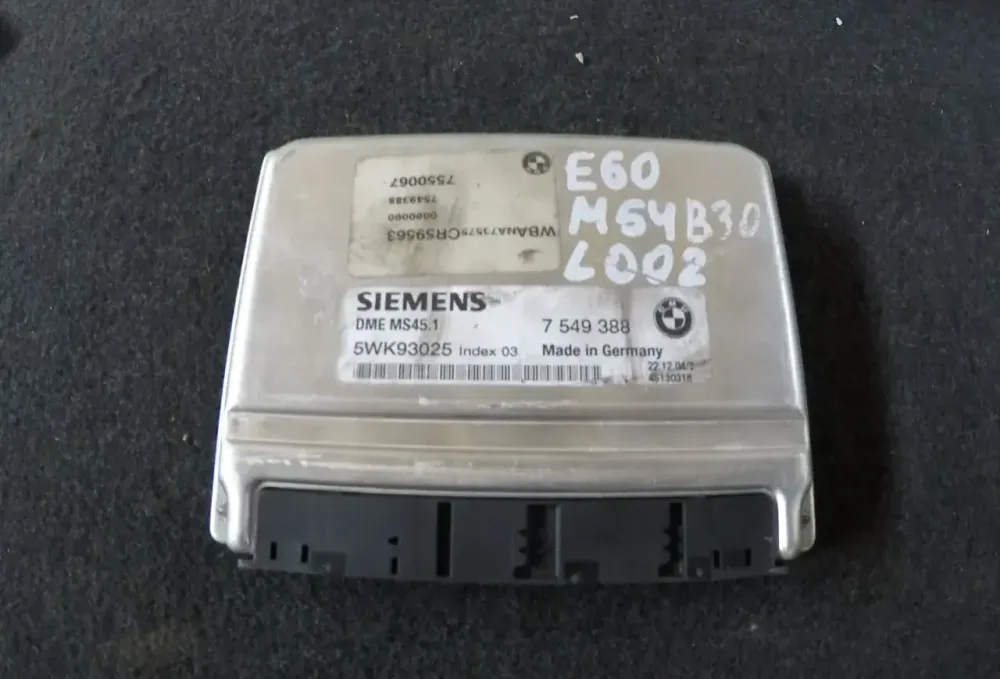 7550067
7549388
0000000
WBANA73575CR59563
E60
M54B30
L002
SIEMENS
DME MS45.1
7 549 388
5WK93025 Index 03
Made in Germany
22.12.04/
45130318